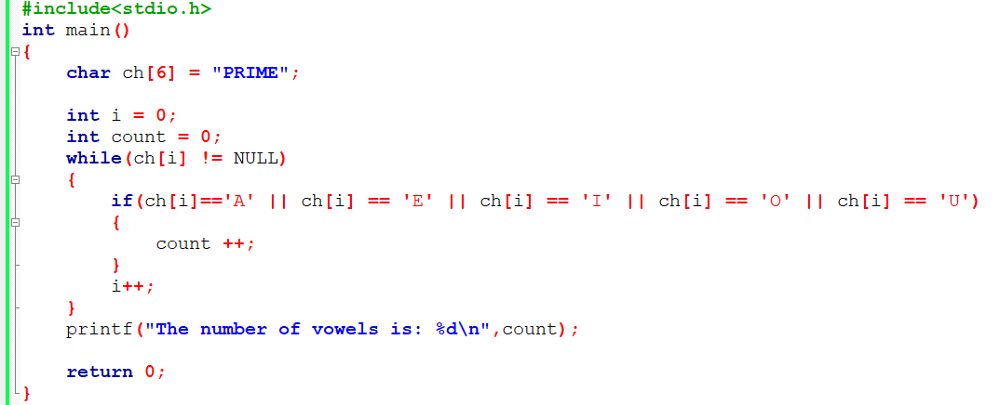 #include<stdio.h>
int main()
{
    char ch[6] = "PRIME";

    int i = 0;
    int count = 0;
    while(ch[i] != NULL)
    {
        if(ch[i]=='A' || ch[i] == 'E' || ch[i] == 'I' || ch[i] == 'O' || ch[i] == 'U')
        {
            count ++;
        }
        i++;
    }
    printf("The number of vowels is: %d\n",count);

    return 0;
}